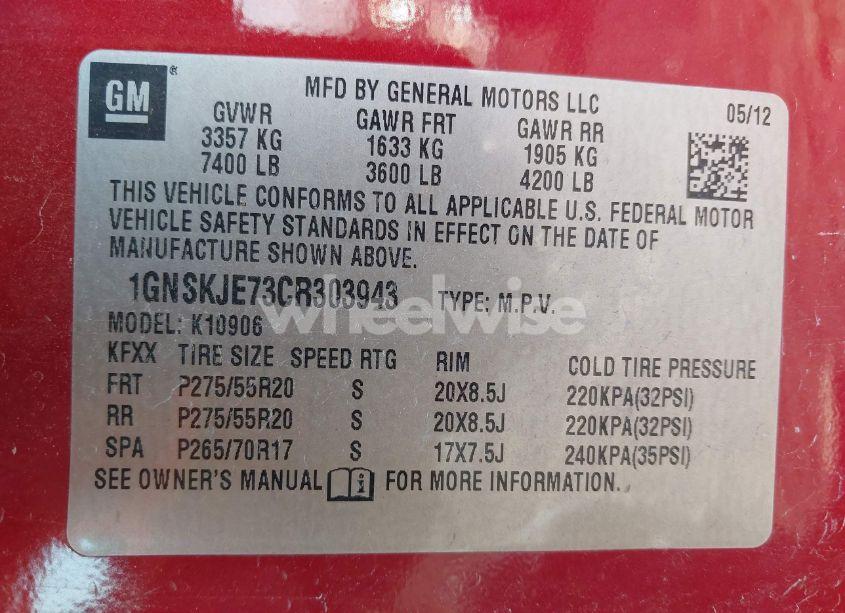 GM
MFD BY GENERAL MOTORS LLC
05/12
GVWR GAWR FRT GAWR RR
3357 KG 1633 KG 1905 KG
7400 LB 3600 LB 4200 LB
THIS VEHICLE CONFORMS TO ALL APPLICABLE U.S. FEDERAL MOTOR
VEHICLE SAFETY STANDARDS IN EFFECT ON THE DATE OF
MANUFACTURE SHOWN ABOVE.
1GNSKJE73CR303943 TYPE: M.P.V.
wheelwise
MODEL: K10906
KFXX TIRE SIZE SPEED RTG RIM COLD TIRE PRESSURE
FRT P275/55R20 S 20X8.5J 220KPA(32PSI)
RR P275/55R20 S 20X8.5J 220KPA(32PSI)
SPA P265/70R17 S 17X7.5J 240KPA(35PSI)
SEE OWNER'S MANUAL i FOR MORE INFORMATION.